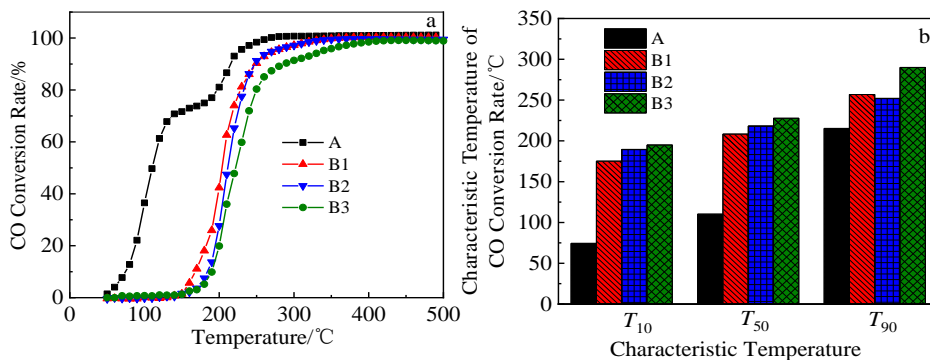 a
CO Conversion Rate/%
100
80
60
40
20
0
A
B1
B2
B3
0 100 200 300 400 500
Temperature/℃
b
Characteristic Temperature of
CO Conversion Rate/℃
350
300
250
200
150
100
50
0
A
B1
B2
B3
T10 T50 T90
Characteristic Temperature